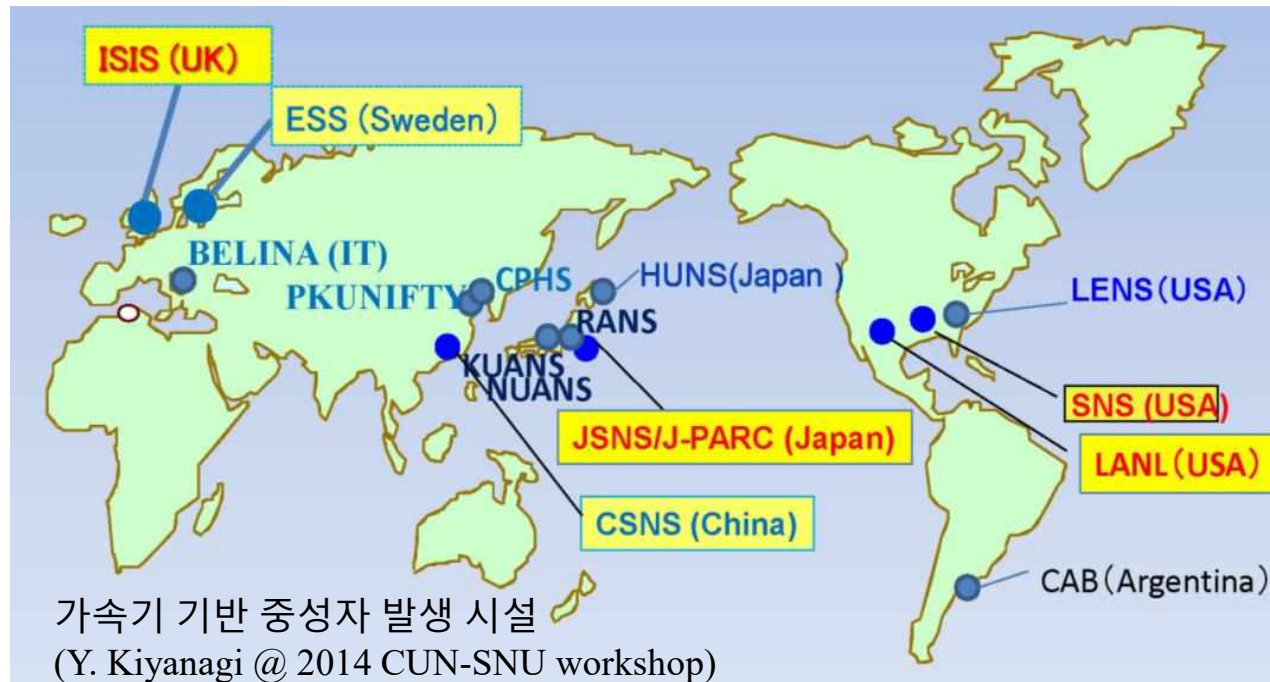 ISIS (UK)
ESS (Sweden)
BELINA (IT)
CPHS
PKUNIFTY
HUNS(Japan )
RANS
KUANS
NUANS
LENS(USA)
SNS (USA)
JSNS/J-PARC (Japan)
LANL(USA)
CSNS (China)
CAB(Argentina)
가속기 기반 중성자 발생 시설
(Y. Kiyanagi @ 2014 CUN-SNU workshop)